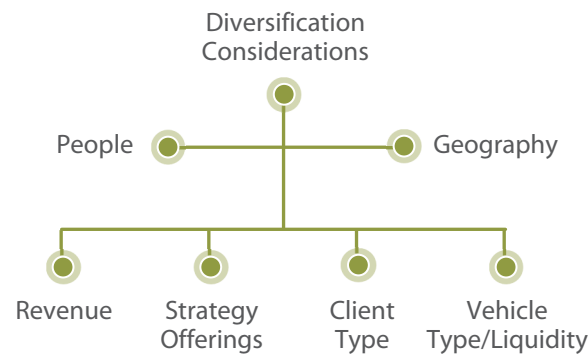 Diversification
Considerations
People
Geography
Revenue
Strategy
Offerings
Client
Type
Vehicle
Type/Liquidity